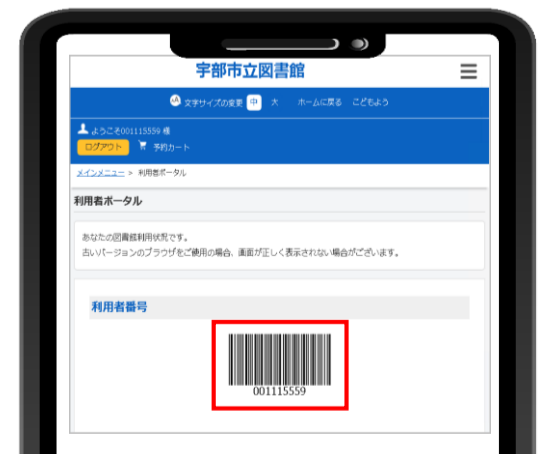 宇部市立図書館
文字サイズの変更 中 大 ホームに戻る こどもよう
ようこそ001115559 様
ログアウト 予約カート
メインメニュー > 利用者ポータル
利用者ポータル
あなたの図書館利用状況です。
古いバージョンのブラウザをご使用の場合、画面が正しく表示されない場合がございます。
利用者番号
001115559